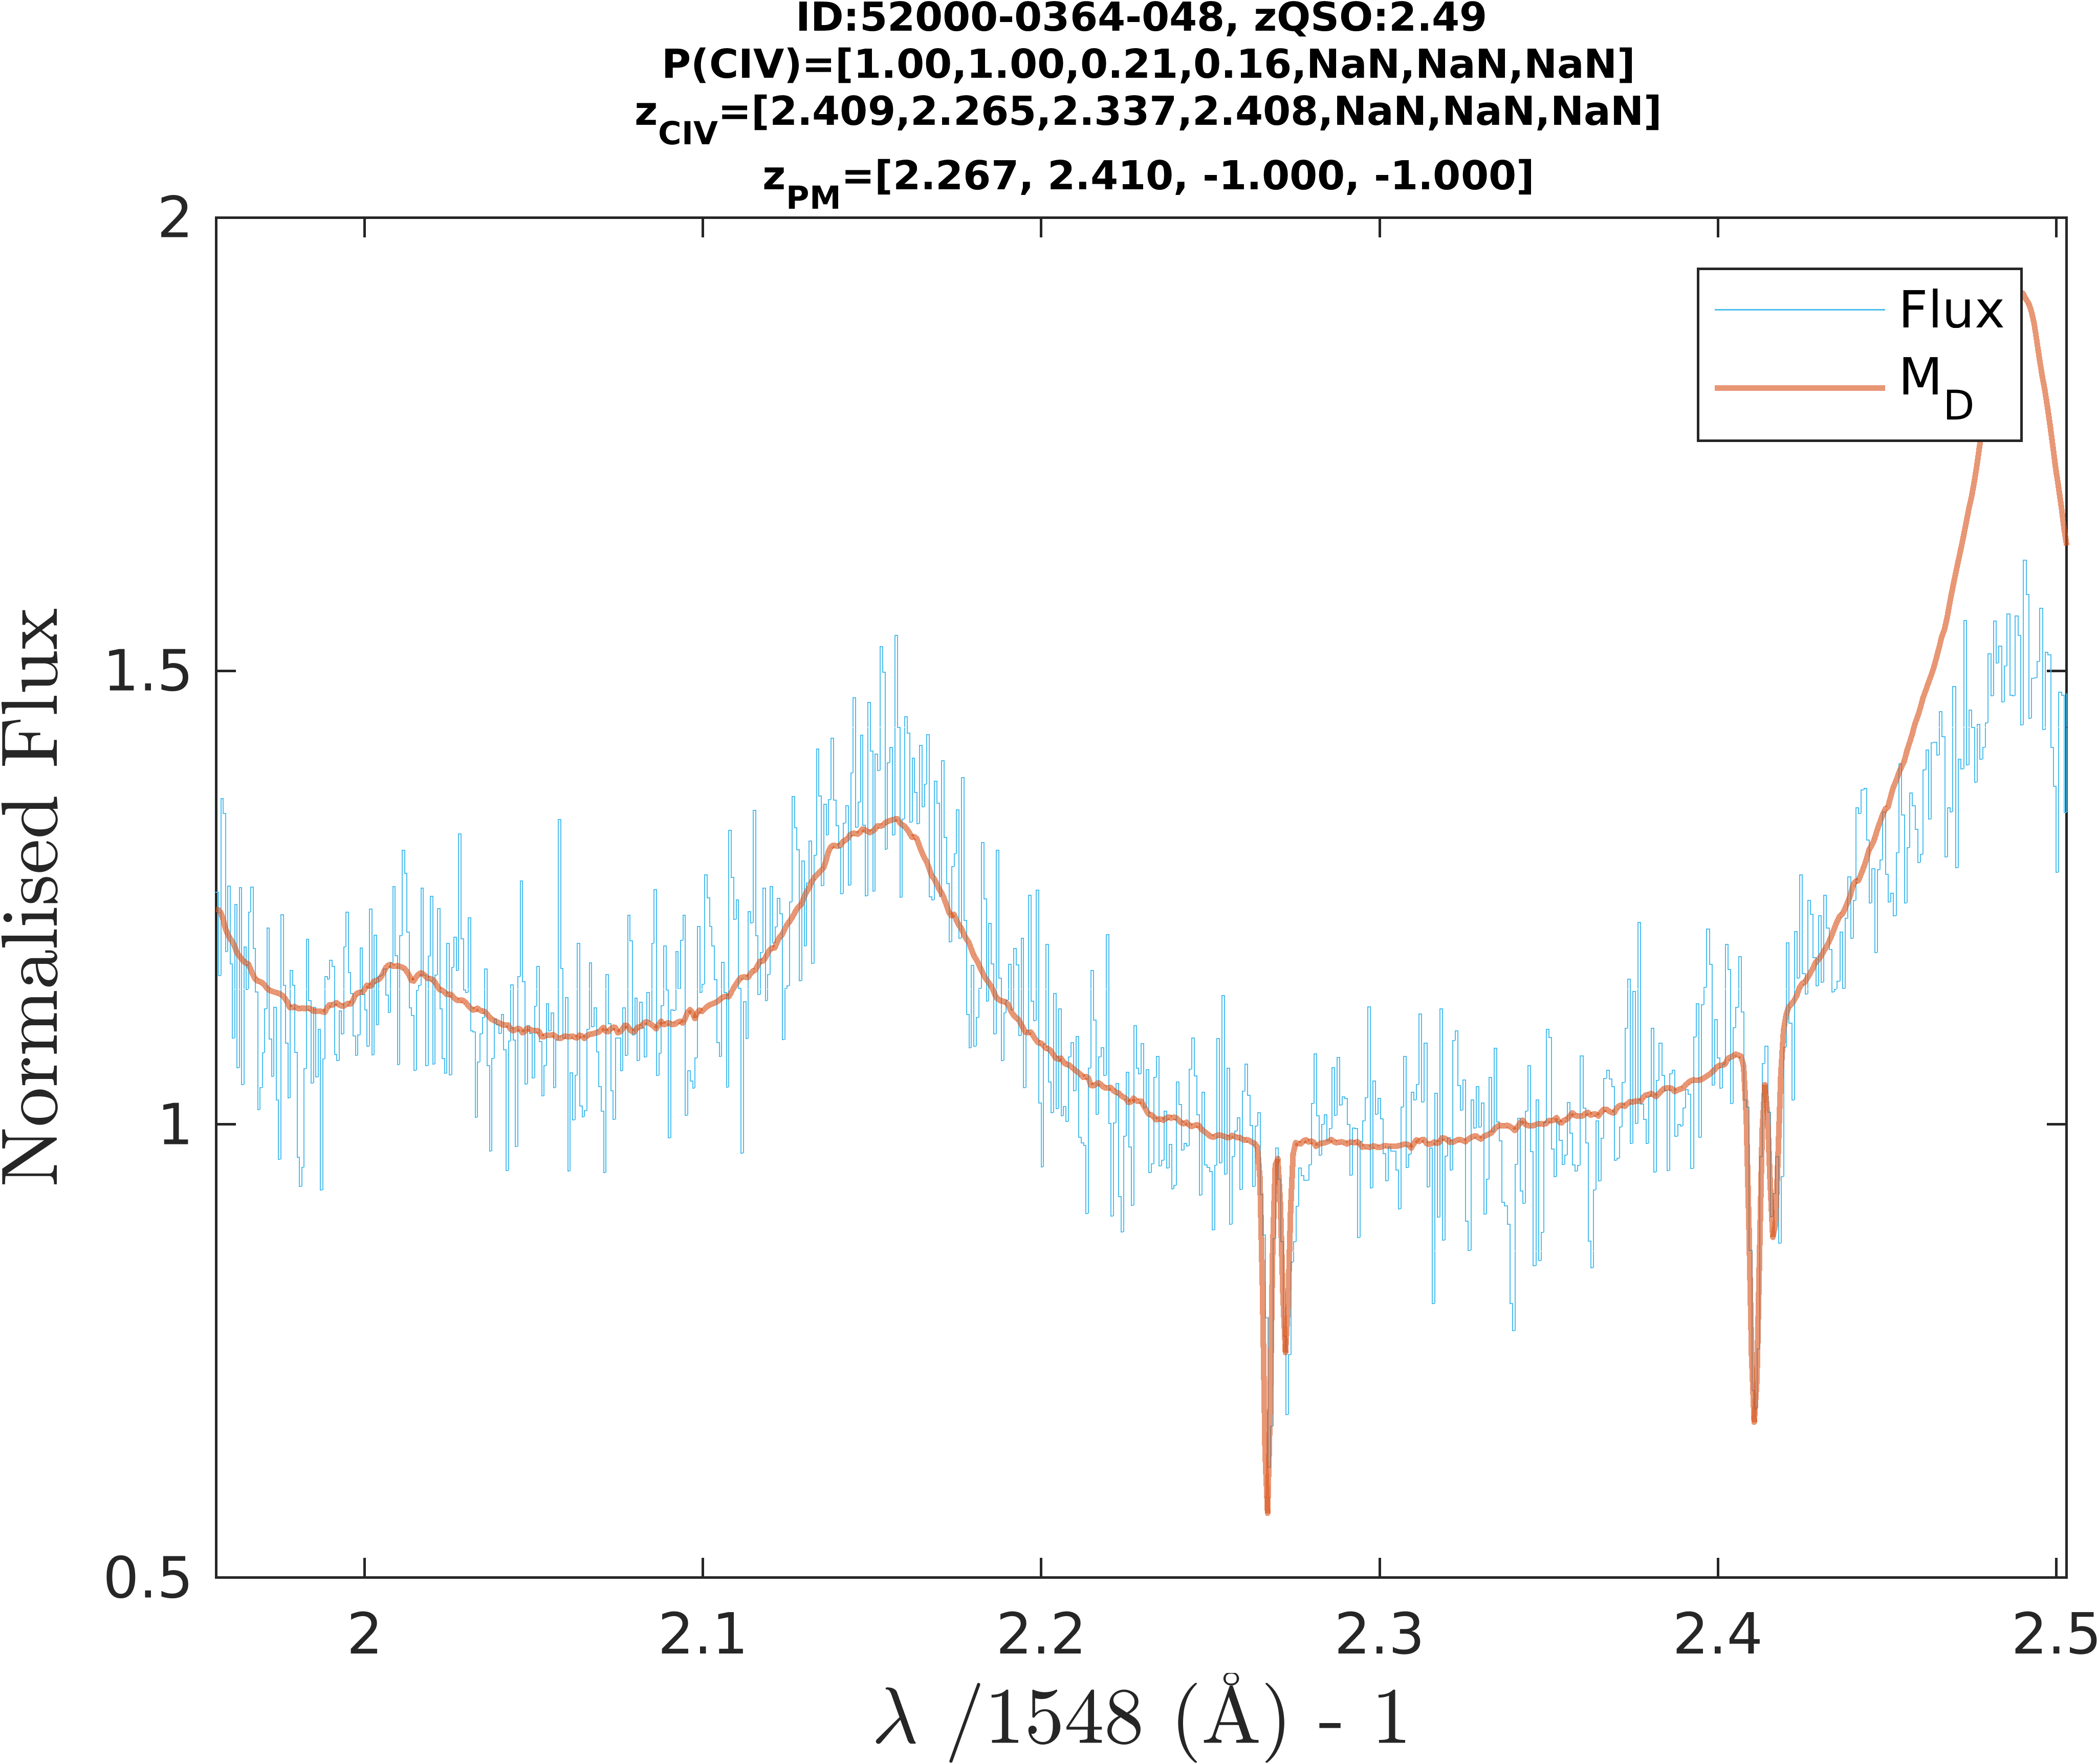 ID:52000-0364-048, zQSO:2.49
P(CIV)=[1.00,1.00,0.21,0.16,NaN,NaN,NaN]
zCIV=[2.409,2.265,2.337,2.408,NaN,NaN,NaN]
zPM=[2.267, 2.410, -1.000, -1.000]
2
1.5
1
0.5
Normalised Flux
Flux
MD
2
2.1
2.2
2.3
2.4
2.5
λ /1548 (Å) - 1